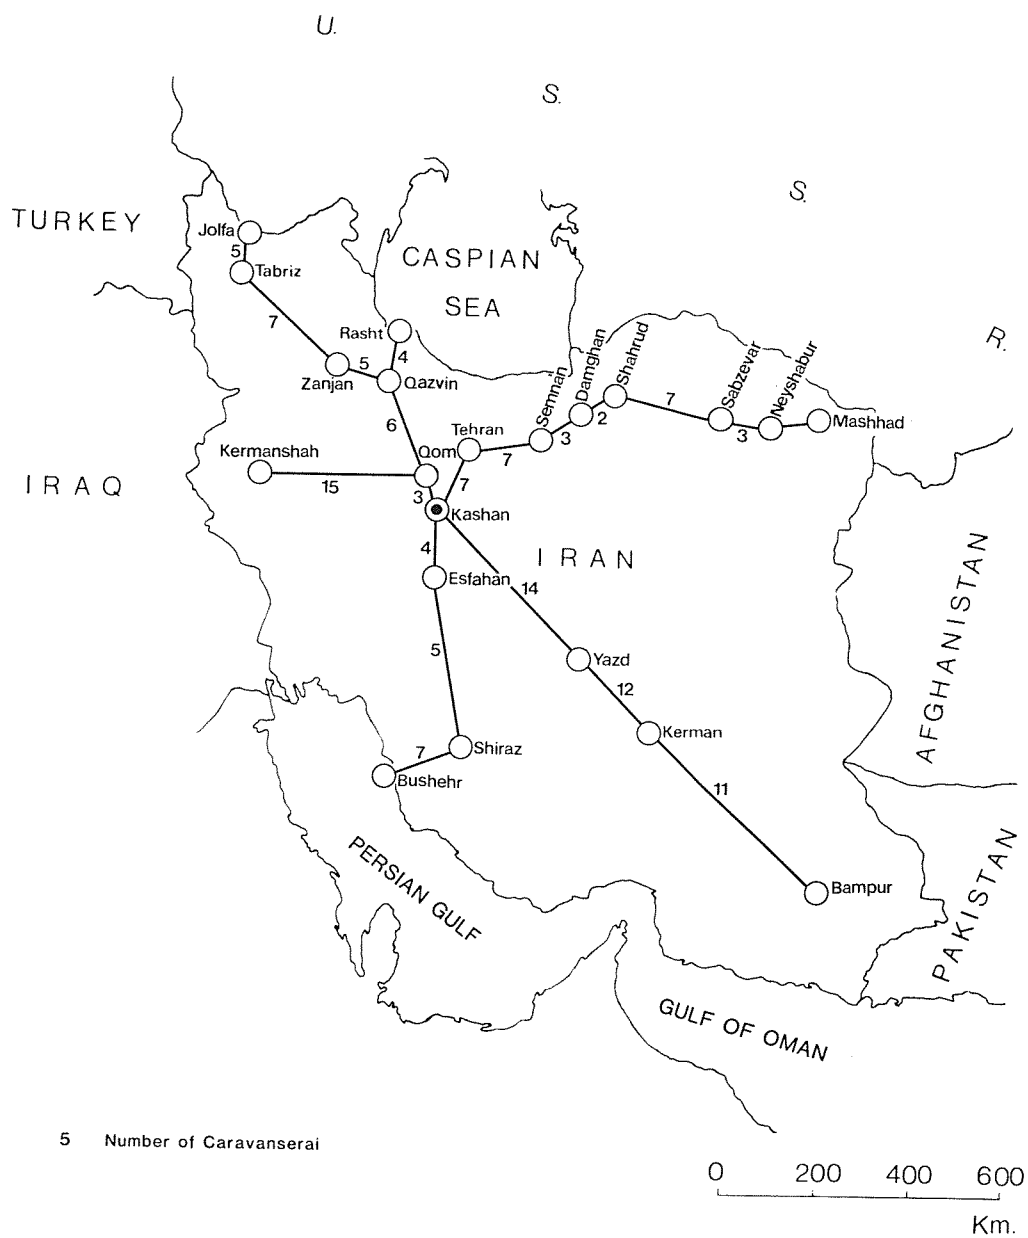 U.
S.
S.
R.
TURKEY
Jolfa
5
Tabriz
CASPIAN
SEA
7
Rasht
4
5
Zanjan
Qazvin
6
Semnan
Damghan
Shahrud
Sabzevar
Neyshabur
Mashhad
7
3
2
3
7
Tehran
Qom
Kermanshah
15
3
7
Kashan
IRAQ
IRAN
4
Esfahan
14
5
Yazd
12
Kerman
AFGHANISTAN
7
Shiraz
Bushehr
11
Bampur
PERSIAN GULF
PAKISTAN
GULF OF OMAN
5 Number of Caravanserai
0 200 400 600
Km.